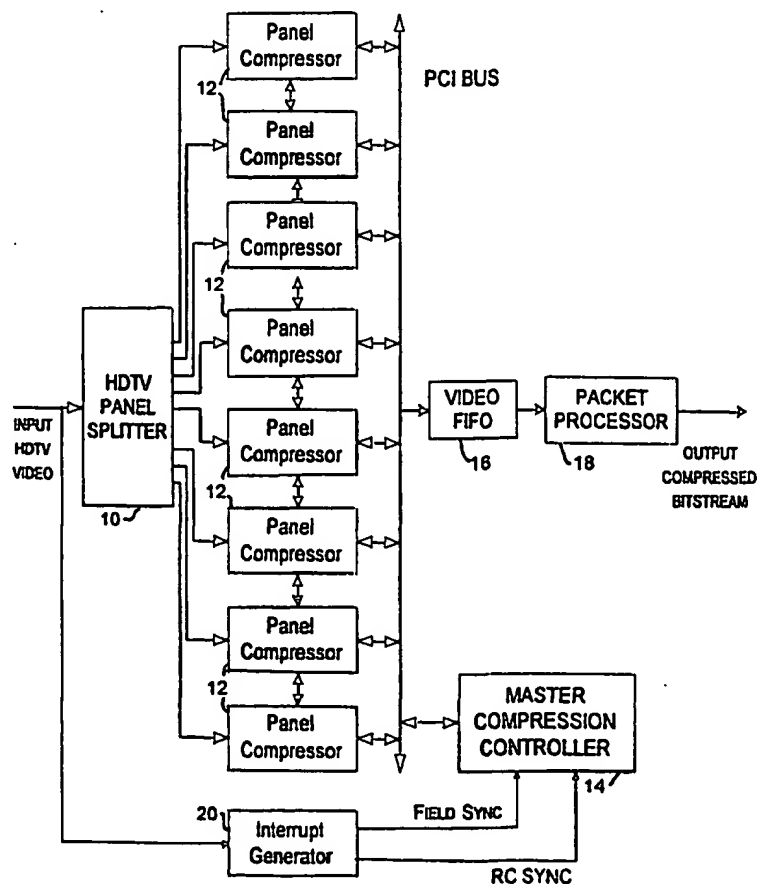 Panel
Compressor
12
PCI BUS
Panel
Compressor
Panel
Compressor
12
Panel
Compressor
HDTV
PANEL
SPLITTER
10
INPUT
HDTV
VIDEO
Panel
Compressor
12
12
VIDEO
FIFO
16
PACKET
PROCESSOR
18
OUTPUT
COMPRESSED
BITSTREAM
Panel
Compressor
Panel
Compressor
12
Panel
Compressor
MASTER
COMPRESSION
CONTROLLER
14
20
Interrupt
Generator
FIELD SYNC
RC SYNC